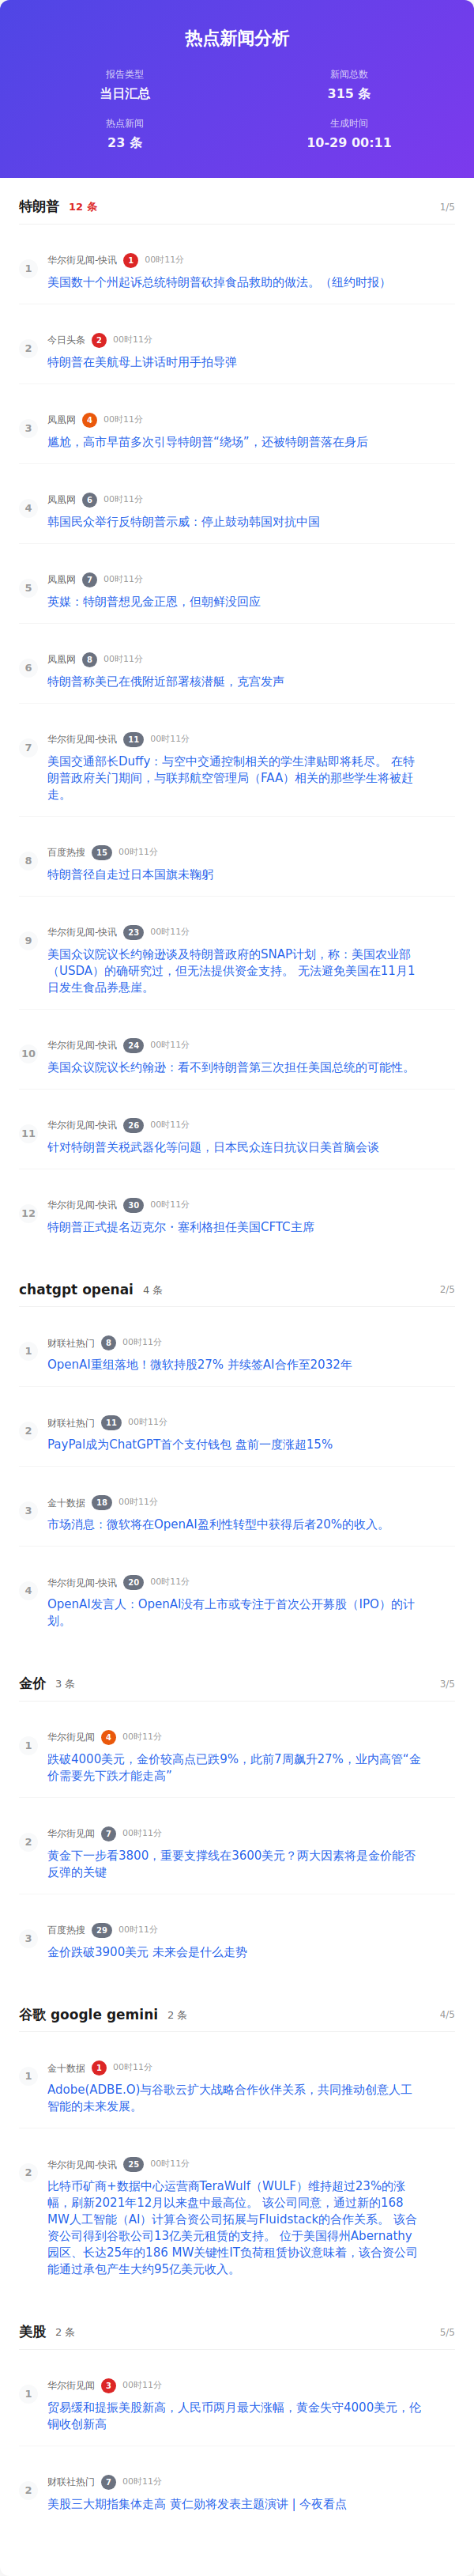 热点新闻分析
报告类型
新闻总数
当日汇总
315 条
热点新闻
生成时间
23 条
10-29 00:11
特朗普 12 条 1/5
1
华尔街见闻-快讯 1 00时11分
美国数十个州起诉总统特朗普砍掉食品救助的做法。（纽约时报）
2
今日头条 2 00时11分
特朗普在美航母上讲话时用手拍导弹
3
凤凰网 4 00时11分
尴尬，高市早苗多次引导特朗普“绕场”，还被特朗普落在身后
4
凤凰网 6 00时11分
韩国民众举行反特朗普示威：停止鼓动韩国对抗中国
5
凤凰网 7 00时11分
英媒：特朗普想见金正恩，但朝鲜没回应
6
凤凰网 8 00时11分
特朗普称美已在俄附近部署核潜艇，克宫发声
7
华尔街见闻-快讯 11 00时11分
美国交通部长Duffy：与空中交通控制相关的学生津贴即将耗尽。 在特
朗普政府关门期间，与联邦航空管理局（FAA）相关的那些学生将被赶
走。
8
百度热搜 15 00时11分
特朗普径自走过日本国旗未鞠躬
9
华尔街见闻-快讯 23 00时11分
美国众议院议长约翰逊谈及特朗普政府的SNAP计划，称：美国农业部
（USDA）的确研究过，但无法提供资金支持。 无法避免美国在11月1
日发生食品券悬崖。
10
华尔街见闻-快讯 24 00时11分
美国众议院议长约翰逊：看不到特朗普第三次担任美国总统的可能性。
11
华尔街见闻-快讯 26 00时11分
针对特朗普关税武器化等问题，日本民众连日抗议日美首脑会谈
12
华尔街见闻-快讯 30 00时11分
特朗普正式提名迈克尔・塞利格担任美国CFTC主席
chatgpt openai 4 条 2/5
1
财联社热门 8 00时11分
OpenAI重组落地！微软持股27% 并续签AI合作至2032年
2
财联社热门 11 00时11分
PayPal成为ChatGPT首个支付钱包 盘前一度涨超15%
3
金十数据 18 00时11分
市场消息：微软将在OpenAI盈利性转型中获得后者20%的收入。
4
华尔街见闻-快讯 20 00时11分
OpenAI发言人：OpenAI没有上市或专注于首次公开募股（IPO）的计
划。
金价 3 条 3/5
1
华尔街见闻 4 00时11分
跌破4000美元，金价较高点已跌9%，此前7周飙升27%，业内高管“金
价需要先下跌才能走高”
2
华尔街见闻 7 00时11分
黄金下一步看3800，重要支撑线在3600美元？两大因素将是金价能否
反弹的关键
3
百度热搜 29 00时11分
金价跌破3900美元 未来会是什么走势
谷歌 google gemini 2 条 4/5
1
金十数据 1 00时11分
Adobe(ADBE.O)与谷歌云扩大战略合作伙伴关系，共同推动创意人工
智能的未来发展。
2
华尔街见闻-快讯 25 00时11分
比特币矿商+数据中心运营商TeraWulf（WULF）维持超过23%的涨
幅，刷新2021年12月以来盘中最高位。 该公司同意，通过新的168
MW人工智能（AI）计算合资公司拓展与Fluidstack的合作关系。 该合
资公司得到谷歌公司13亿美元租赁的支持。 位于美国得州Abernathy
园区、长达25年的186 MW关键性IT负荷租赁协议意味着，该合资公司
能通过承包产生大约95亿美元收入。
美股 2 条 5/5
1
华尔街见闻 3 00时11分
贸易缓和提振美股新高，人民币两月最大涨幅，黄金失守4000美元，伦
铜收创新高
2
财联社热门 7 00时11分
美股三大期指集体走高 黄仁勋将发表主题演讲 | 今夜看点